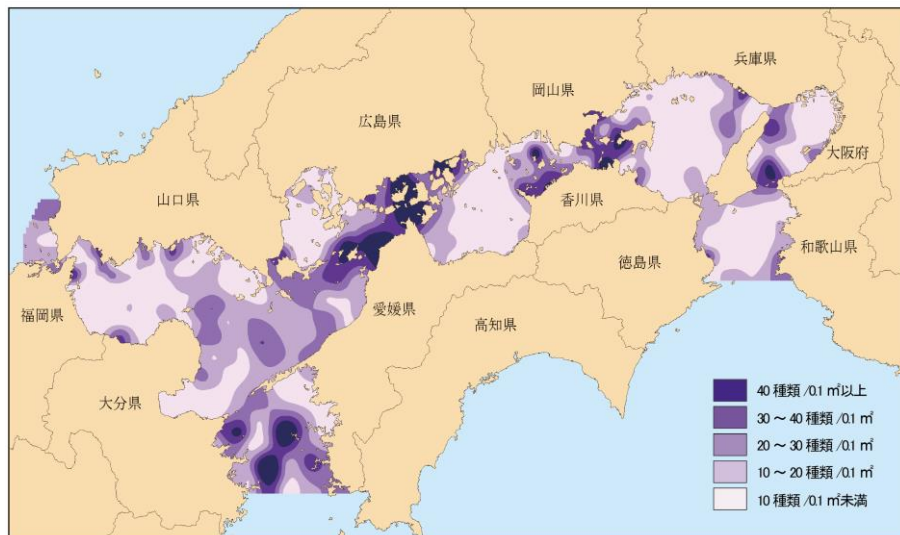 兵庫県
岡山県
広島県
大阪府
山口県
香川県
和歌山県
徳島県
福岡県
愛媛県
高知県
大分県
40 種類 /0.1 ㎡以上
30 ~ 40 種類 /0.1 ㎡
20 ~ 30 種類 /0.1 ㎡
10 ~ 20 種類 /0.1 ㎡
10 種類 /0.1 ㎡未満